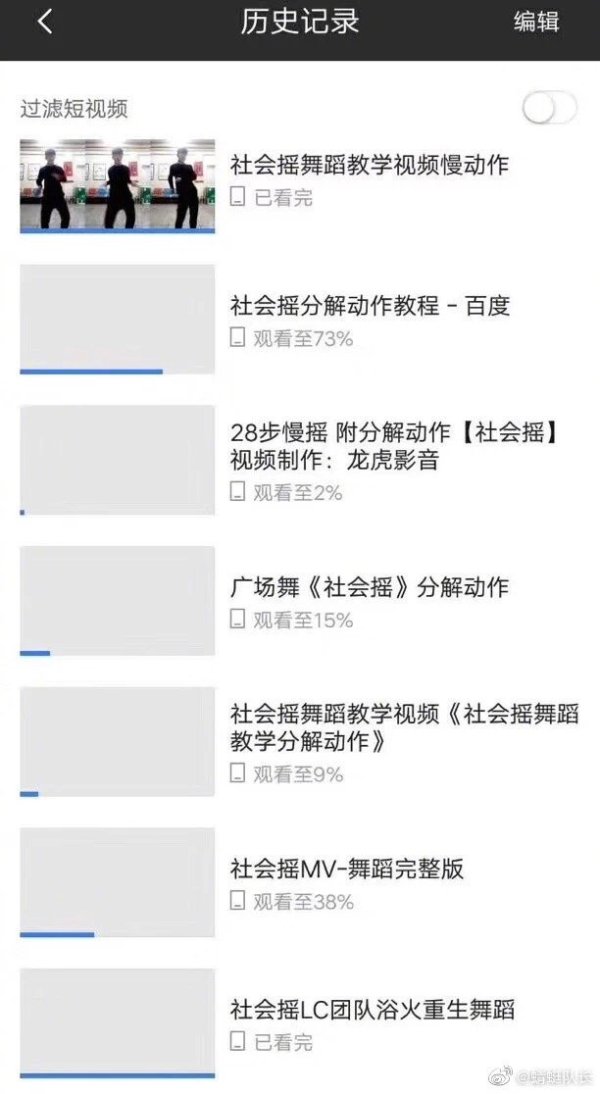 历史记录
编辑
过滤短视频
社会摇舞蹈教学视频慢动作
已看完
社会摇分解动作教程 - 百度
观看至73%
28步慢摇 附分解动作【社会摇】
视频制作：龙虎影音
观看至2%
广场舞《社会摇》分解动作
观看至15%
社会摇舞蹈教学视频《社会摇舞蹈
教学分解动作》
观看至9%
社会摇MV-舞蹈完整版
观看至38%
社会摇LC团队浴火重生舞蹈
已看完
@蜻蜓队长